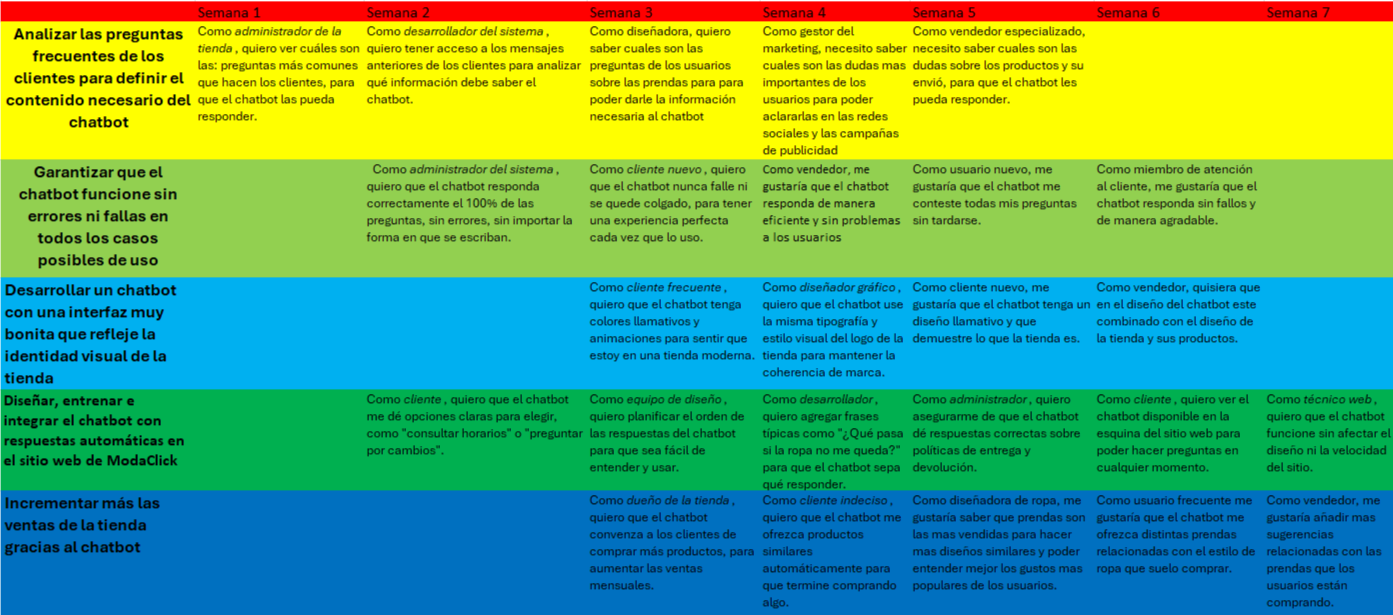 Semana 1 Semana 2 Semana 3 Semana 4 Semana 5 Semana 6 Semana 7
Analizar las preguntas
frecuentes de los
clientes para definir el
contenido necesario del
chatbot
Como administrador de la
tienda , quiero ver cuáles son
las: preguntas más comunes
que hacen los clientes, para
que el chatbot las pueda
responder.
Como desarrollador del sistema ,
quiero tener acceso a los mensajes
anteriores de los clientes para analizar
qué información debe saber el
chatbot.
Como diseñadora, quiero
saber cuales son las
preguntas de los usuarios
sobre las prendas para para
poder darle la información
necesaria al chatbot
Como gestor del
marketing, necesito saber
cuales son las dudas mas
importantes de los
usuarios para poder
aclararlas en las redes
sociales y las campañas
de publicidad
Como vendedor especializado,
necesito saber cuales son las
dudas sobre los productos y su
envió, para que el chatbot les
pueda responder.
Garantizar que el
chatbot funcione sin
errores ni fallas en
todos los casos
posibles de uso
Como administrador del sistema ,
quiero que el chatbot responda
correctamente el 100% de las
preguntas, sin errores, sin importar la
forma en que se escriban.
Como cliente nuevo , quiero
que el chatbot nunca falle ni
se quede colgado, para tener
una experiencia perfecta
cada vez que lo uso.
Como vendedor, me
gustaría que el chatbot
responda de manera
eficiente y sin problemas
a los usuarios
Como usuario nuevo, me
gustaría que el chatbot me
conteste todas mis preguntas
sin tardarse.
Como miembro de atención
al cliente, me gustaría que el
chatbot responda sin fallos y
de manera agradable.
Desarrollar un chatbot
con una interfaz muy
bonita que refleje la
identidad visual de la
tienda
Como cliente frecuente ,
quiero que el chatbot tenga
colores llamativos y
animaciones para sentir que
estoy en una tienda moderna.
Como diseñador gráfico ,
quiero que el chatbot use
la misma tipografía y
estilo visual del logo de la
tienda para mantener la
coherencia de marca.
Como cliente nuevo, me
gustaría que el chatbot tenga un
diseño llamativo y que
demuestre lo que la tienda es.
Como vendedor, quisiera que
en el diseño del chatbot este
combinado con el diseño de
la tienda y sus productos.
Diseñar, entrenar e
integrar el chatbot con
respuestas automáticas en
el sitio web de ModaClick
Como cliente , quiero que el chatbot
me dé opciones claras para elegir,
como "consultar horarios" o "preguntar
por cambios".
Como equipo de diseño ,
quiero planificar el orden de
las respuestas del chatbot
para que sea fácil de
entender y usar.
Como desarrollador ,
quiero agregar frases
típicas como "¿Qué pasa
si la ropa no me queda?"
para que el chatbot sepa
qué responder.
Como administrador , quiero
asegurarme de que el chatbot
dé respuestas correctas sobre
políticas de entrega y
devolución.
Como cliente , quiero ver el
chatbot disponible en la
esquina del sitio web para
poder hacer preguntas en
cualquier momento.
Como técnico web ,
quiero que el chatbot
funcione sin afectar el
diseño ni la velocidad
del sitio.
Incrementar más las
ventas de la tienda
gracias al chatbot
Como dueño de la tienda ,
quiero que el chatbot
convenza a los clientes de
comprar más productos, para
aumentar las ventas
mensuales.
Como cliente indeciso ,
quiero que el chatbot me
ofrezca productos
similares
automáticamente para
que termine comprando
algo.
Como diseñadora de ropa, me
gustaría saber que prendas son
las mas vendidas para hacer
mas diseños similares y poder
entender mejor los gustos mas
populares de los usuarios.
Como usuario frecuente me
gustaría que el chatbot me
ofrezca distintas prendas
relacionadas con el estilo de
ropa que suelo comprar.
Como vendedor, me
gustaría añadir mas
sugerencias
relacionadas con las
prendas que los
usuarios están
comprando.